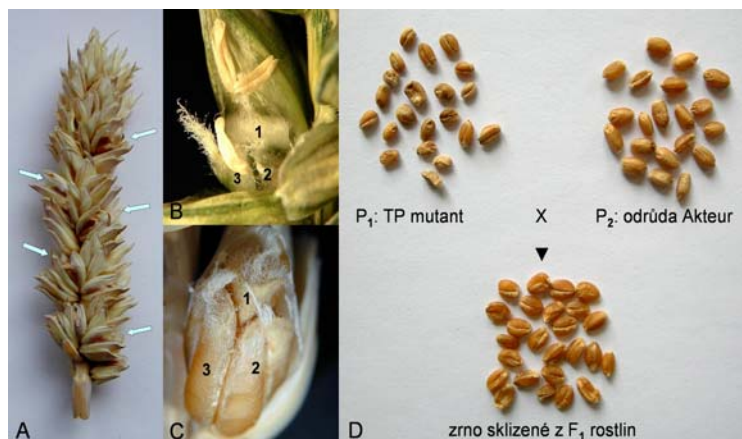 A
B
1
2
3
C
1
2
3
D
P₁: TP mutant X P₂: odrůda Akteur
zrno sklizené z F₁ rostlin